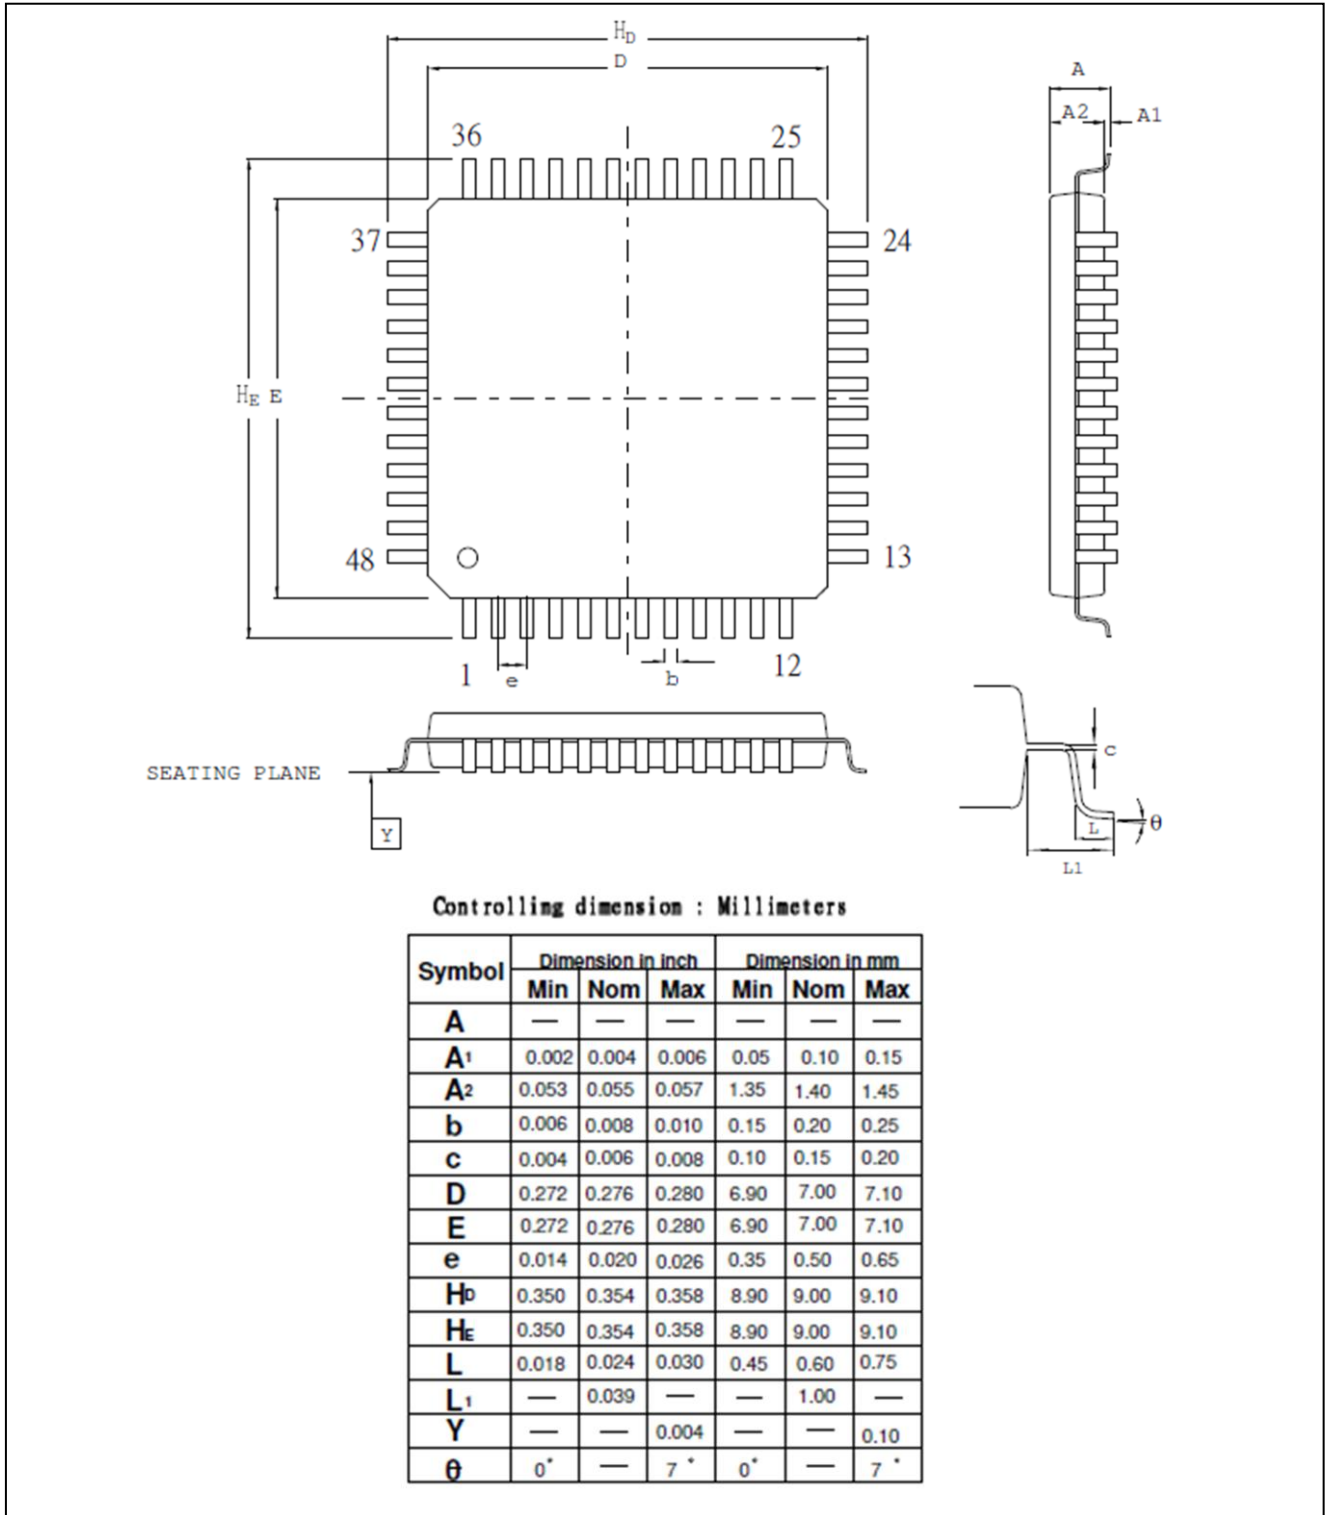 HD
D
A
A2 A1
36 25
37 24
HE E
48 13
1 e b 12
SEATING PLANE
Y
c
L θ
L1
Controlling dimension : Millimeters
Symbol Dimension in inch Dimension in mm
Min Nom Max Min Nom Max
A — — — — — —
A1 0.002 0.004 0.006 0.05 0.10 0.15
A2 0.053 0.055 0.057 1.35 1.40 1.45
b 0.006 0.008 0.010 0.15 0.20 0.25
c 0.004 0.006 0.008 0.10 0.15 0.20
D 0.272 0.276 0.280 6.90 7.00 7.10
E 0.272 0.276 0.280 6.90 7.00 7.10
e 0.014 0.020 0.026 0.35 0.50 0.65
HD 0.350 0.354 0.358 8.90 9.00 9.10
HE 0.350 0.354 0.358 8.90 9.00 9.10
L 0.018 0.024 0.030 0.45 0.60 0.75
L1 — 0.039 — — 1.00 —
Y — — 0.004 — — 0.10
θ 0° — 7° 0° — 7°